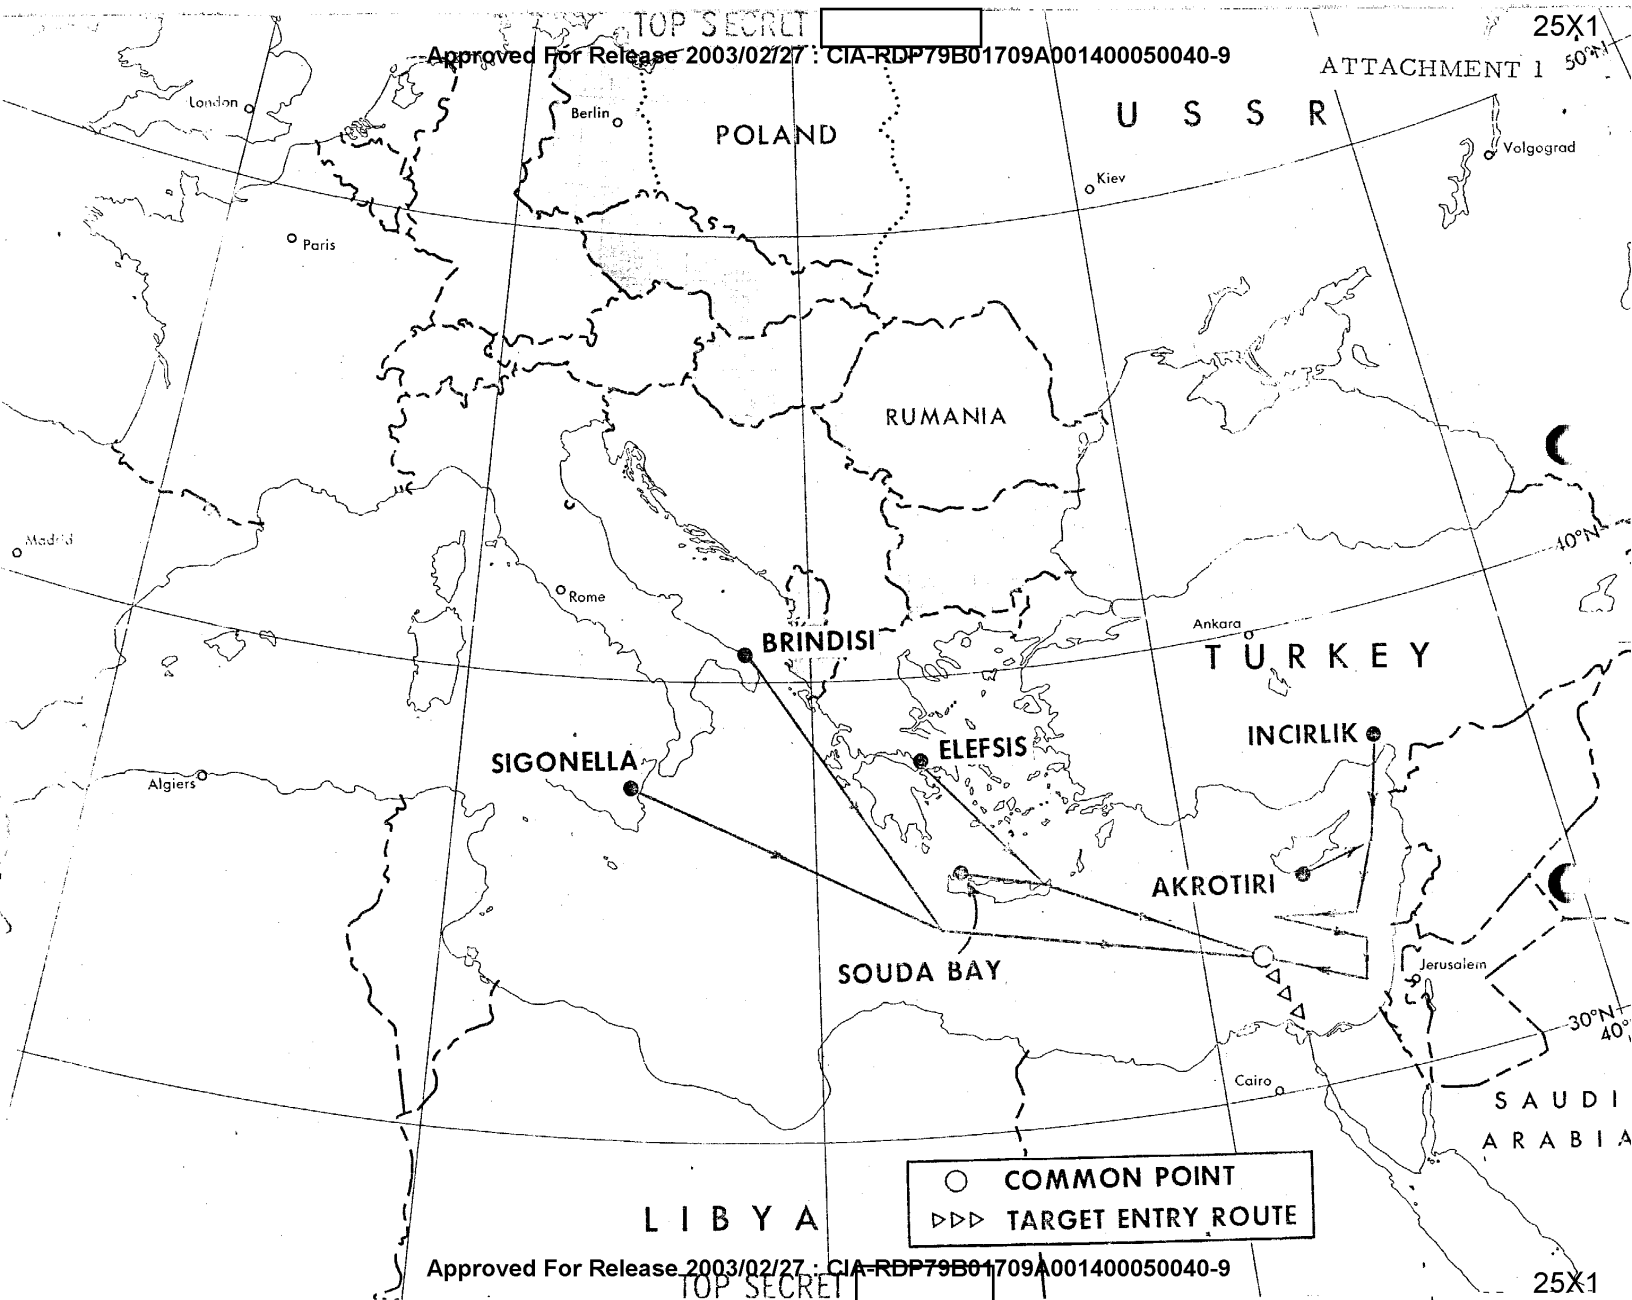 TOP SECRET
25X1
Approved For Release 2003/02/27 : CIA-RDP79B01709A001400050040-9
ATTACHMENT 1
50°N
U S S R
London
Berlin
POLAND
Volgograd
Kiev
Paris
RUMANIA
Madrid
40°N
Rome
Ankara
BRINDISI
TURKEY
INCIRLIK
ELEFSIS
SIGONELLA
Algiers
AKROTIRI
SOUDA BAY
Jerusalem
30°N
40°
Cairo
SAUDI
ARABIA
COMMON POINT
TARGET ENTRY ROUTE
LIBYA
Approved For Release 2003/02/27 : CIA-RDP79B01709A001400050040-9
TOP SECRET
25X1